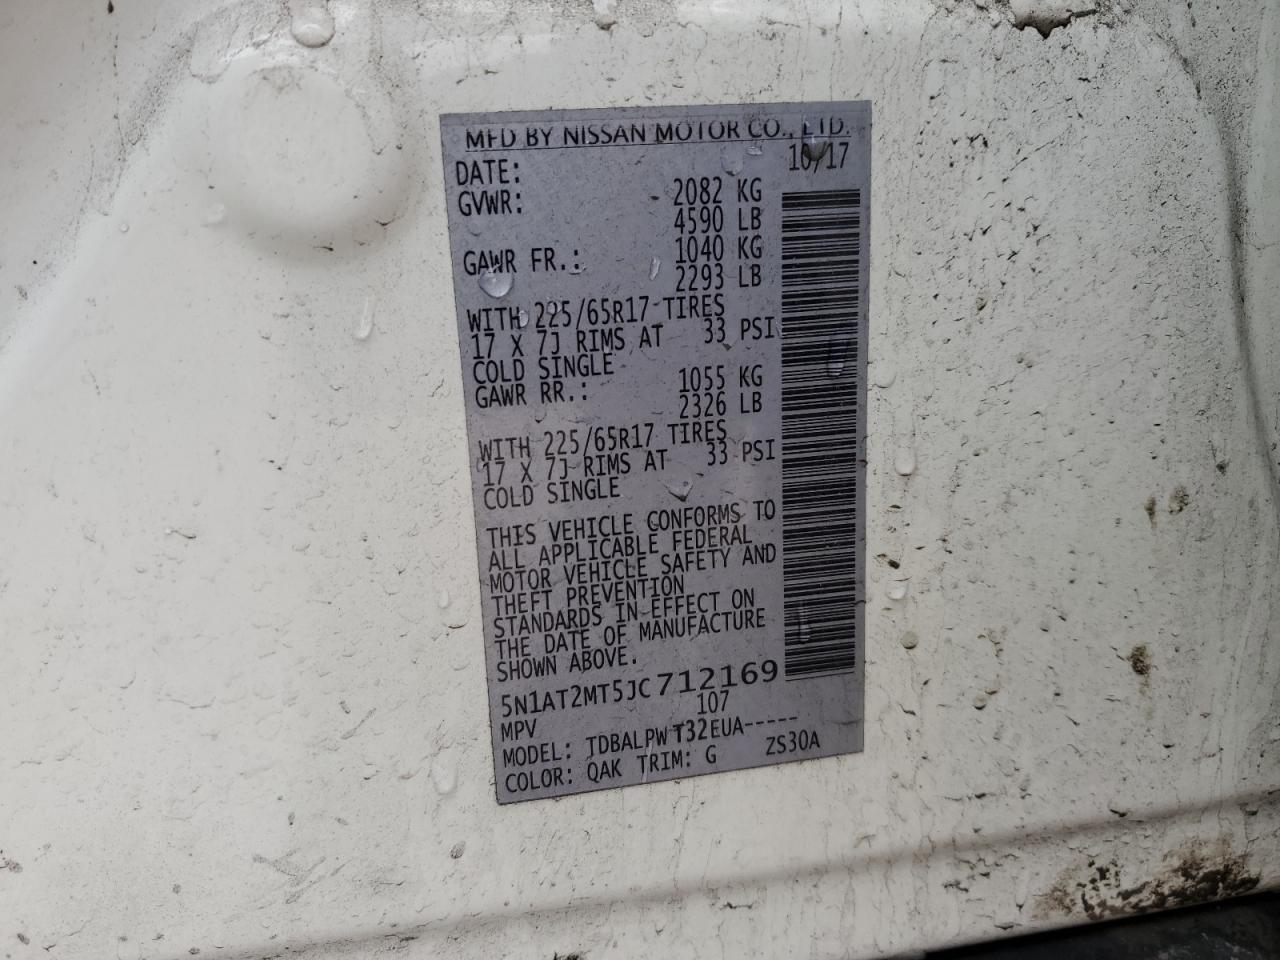 MFD BY NISSAN MOTOR CO., LTD.
DATE: 10/17
GVWR: 2082 KG
4590 LB
GAWR FR.: 1040 KG
2293 LB
WITH 225/65R17 TIRES
17 X 7J RIMS AT 33 PSI
COLD SINGLE
GAWR RR.: 1055 KG
2326 LB
WITH 225/65R17 TIRES
17 X 7J RIMS AT 33 PSI
COLD SINGLE
THIS VEHICLE CONFORMS TO
ALL APPLICABLE FEDERAL
MOTOR VEHICLE SAFETY AND
THEFT PREVENTION
STANDARDS IN EFFECT ON
THE DATE OF MANUFACTURE
SHOWN ABOVE.
5N1AT2MT5JC712169
MPV 107
MODEL: TDBALPWT32EUA-----
COLOR: QAK TRIM: G ZS30A